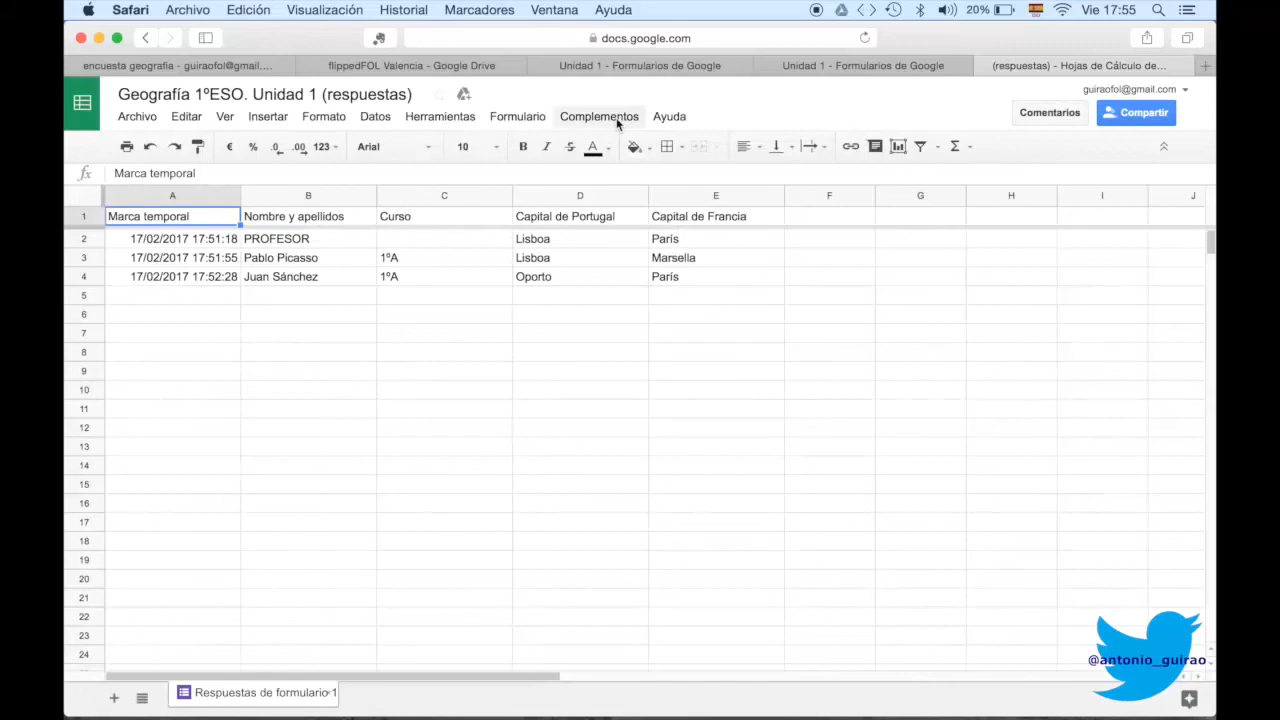 Safari Archivo Edición Visualización Historial Marcadores Ventana Ayuda 20% Vie 17:55
docs.google.com
encuesta geografia - guiraofol@gmail.... flippedFOL Valencia - Google Drive Unidad 1 - Formularios de Google Unidad 1 - Formularios de Google (respuestas) - Hojas de Cálculo de...
Geografía 1ºESO. Unidad 1 (respuestas) guiraofol@gmail.com
Archivo Editar Ver Insertar Formato Datos Herramientas Formulario Complementos Ayuda Comentarios Compartir
€ % .0 .00 123 Arial 10 B I S A Σ
fx Marca temporal
A B C D E F G H I J
1 Marca temporal Nombre y apellidos Curso Capital de Portugal Capital de Francia
2 17/02/2017 17:51:18 PROFESOR Lisboa París
3 17/02/2017 17:51:55 Pablo Picasso 1ºA Lisboa Marsella
4 17/02/2017 17:52:28 Juan Sánchez 1ºA Oporto París
5
6
7
8
9
10
11
12
13
14
15
16
17
18
19
20
21
22
23
24
@antonio_guirao
Respuestas de formulario 1